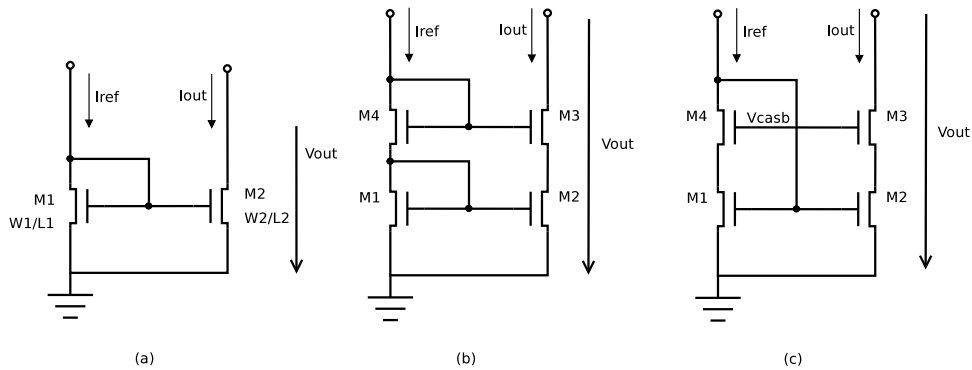 Iref
Iout
Vout
M1
W1/L1
M2
W2/L2
(a)
Iref
Iout
M4
M3
Vout
M1
M2
(b)
Iref
Iout
M4
Vcasb
M3
Vout
M1
M2
(c)